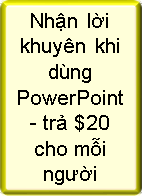 Nhận lời
khuyên khi
dùng
PowerPoint
- trả $20
cho mỗi
người